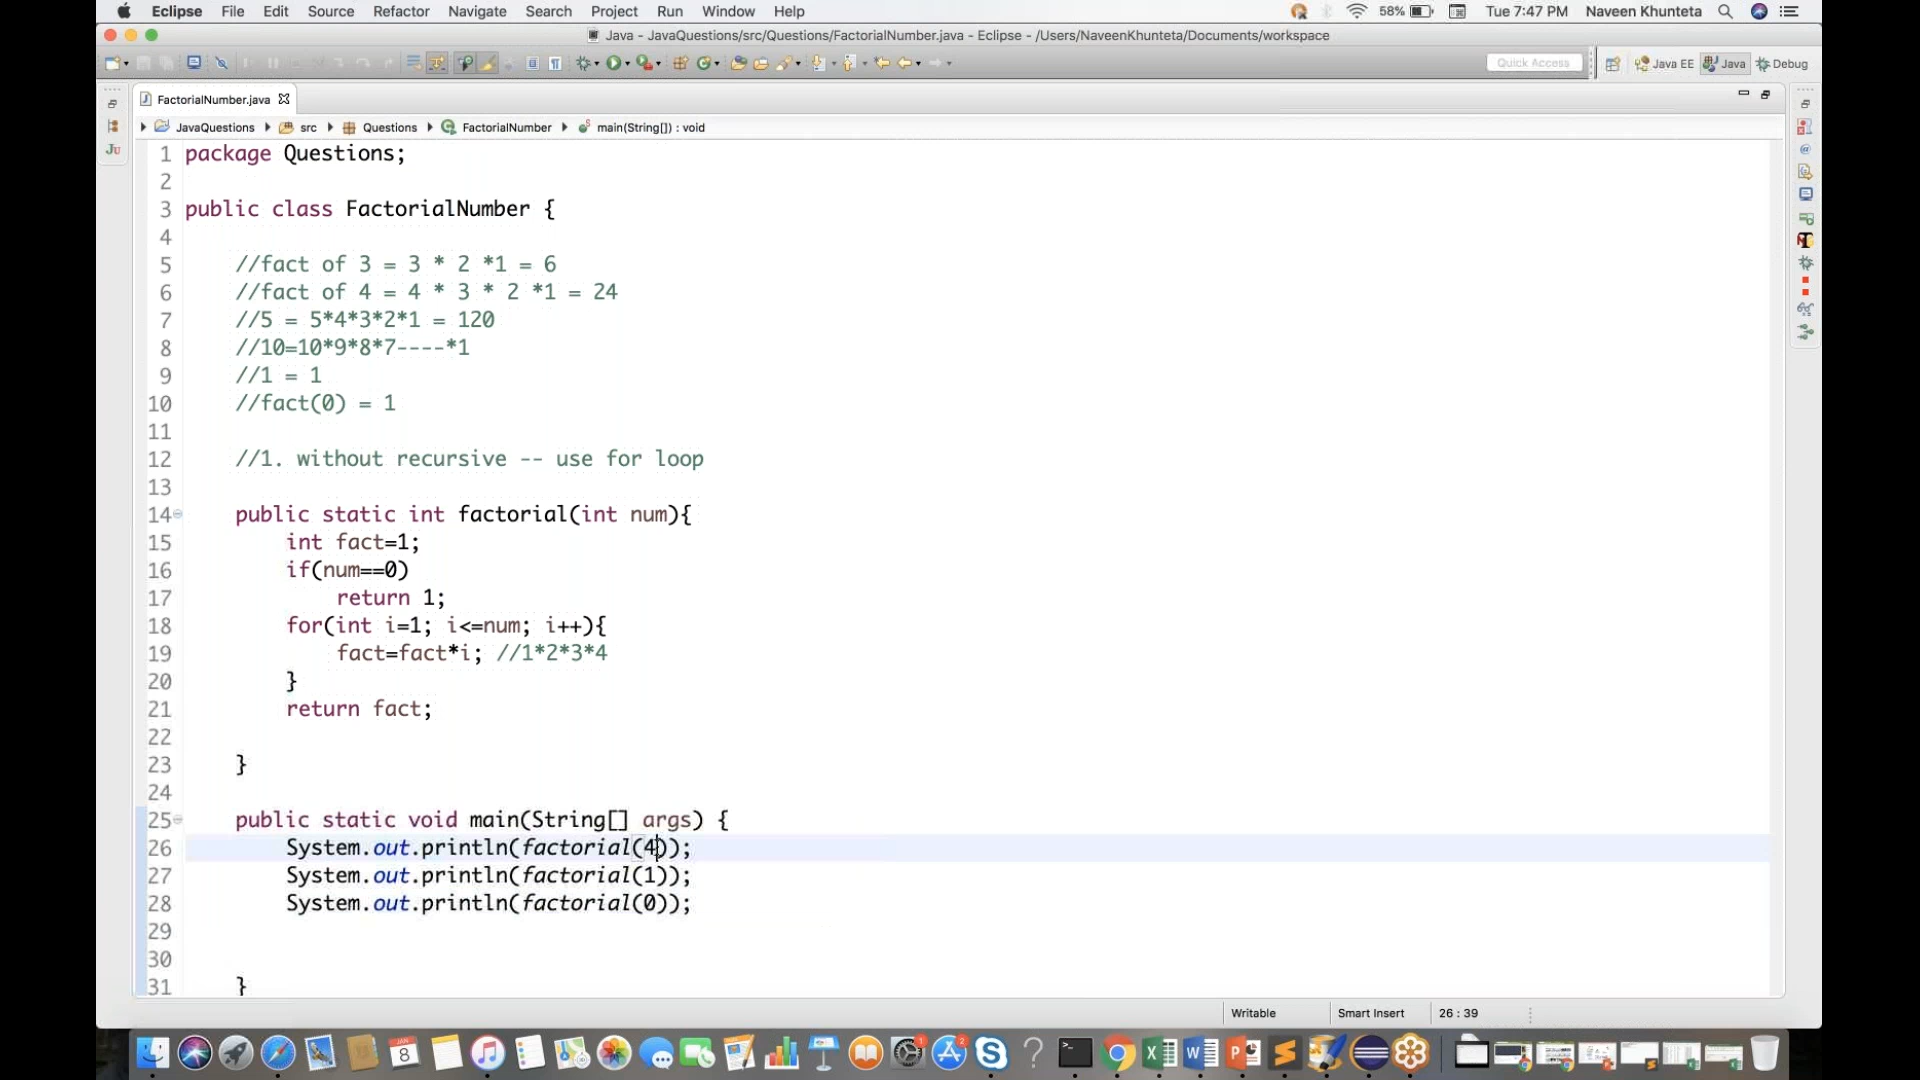 Eclipse File Edit Source Refactor Navigate Search Project Run Window Help 58% Tue 7:47 PM Naveen Khunteta
Java - JavaQuestions/src/Questions/FactorialNumber.java - Eclipse - /Users/NaveenKhunteta/Documents/workspace
Quick Access Java EE Java Debug
FactorialNumber.java
JavaQuestions src Questions FactorialNumber main(String[]) : void
1 package Questions;
2
3 public class FactorialNumber {
4
5 //fact of 3 = 3 * 2 *1 = 6
6 //fact of 4 = 4 * 3 * 2 *1 = 24
7 //5 = 5*4*3*2*1 = 120
8 //10=10*9*8*7----*1
9 //1 = 1
10 //fact(0) = 1
11
12 //1. without recursive -- use for loop
13
14 public static int factorial(int num){
15 int fact=1;
16 if(num==0)
17 return 1;
18 for(int i=1; i<=num; i++){
19 fact=fact*i; //1*2*3*4
20 }
21 return fact;
22
23 }
24
25 public static void main(String[] args) {
26 System.out.println(factorial(4));
27 System.out.println(factorial(1));
28 System.out.println(factorial(0));
29
30
31 }
Writable Smart Insert 26 : 39